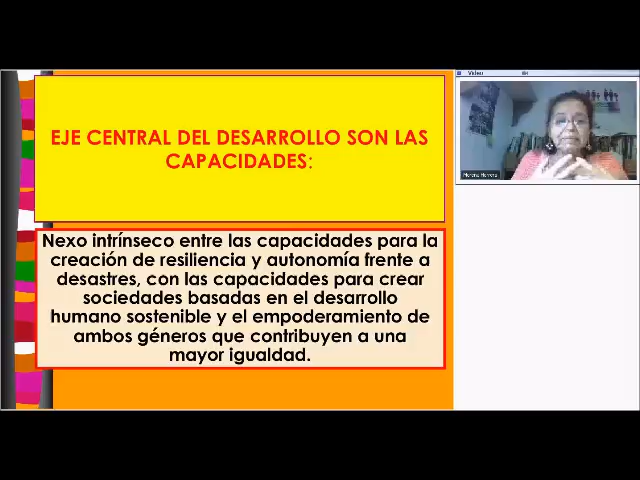 EJE CENTRAL DEL DESARROLLO SON LAS
CAPACIDADES:
Nexo intrínseco entre las capacidades para la
creación de resiliencia y autonomía frente a
desastres, con las capacidades para crear
sociedades basadas en el desarrollo
humano sostenible y el empoderamiento de
ambos géneros que contribuyen a una
mayor igualdad.
Video
Morena Herrera